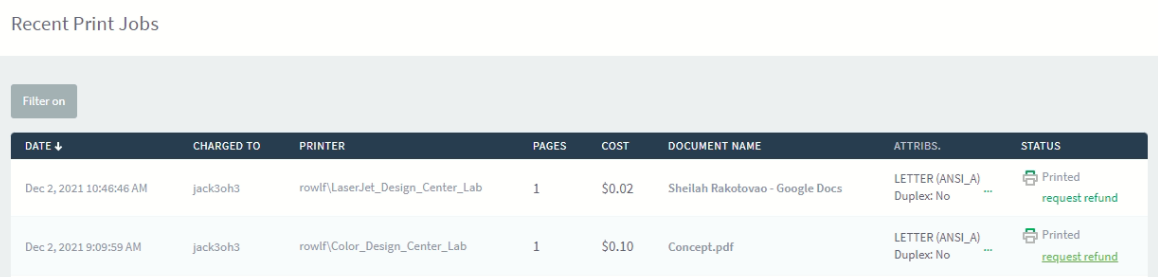 Recent Print Jobs
Filter on
DATE CHARGED TO PRINTER PAGES COST DOCUMENT NAME ATTRIBS. STATUS
Dec 2, 2021 10:46:46 AM jack3oh3 rowlf\LaserJet_Design_Center_Lab 1 $0.02 Sheilah Rakotovao - Google Docs LETTER (ANSI_A) Printed
Duplex: No ... request refund
Dec 2, 2021 9:09:59 AM jack3oh3 rowlf\Color_Design_Center_Lab 1 $0.10 Concept.pdf LETTER (ANSI_A) Printed
Duplex: No ... request refund